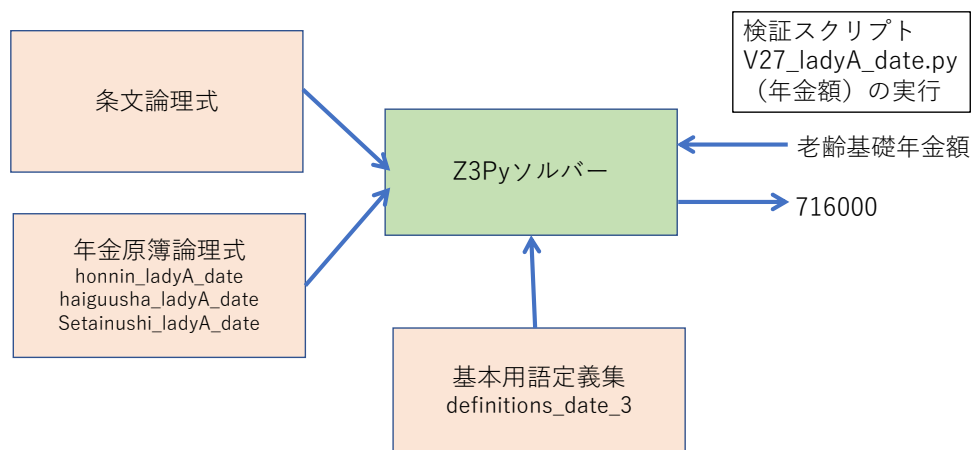 条文論理式
検証スクリプト
V27_ladyA_date.py
（年金額）の実行
Z3Pyソルバー
老齢基礎年金額
716000
年金原簿論理式
honnin_ladyA_date
haiguusha_ladyA_date
Setainushi_ladyA_date
基本用語定義集
definitions_date_3